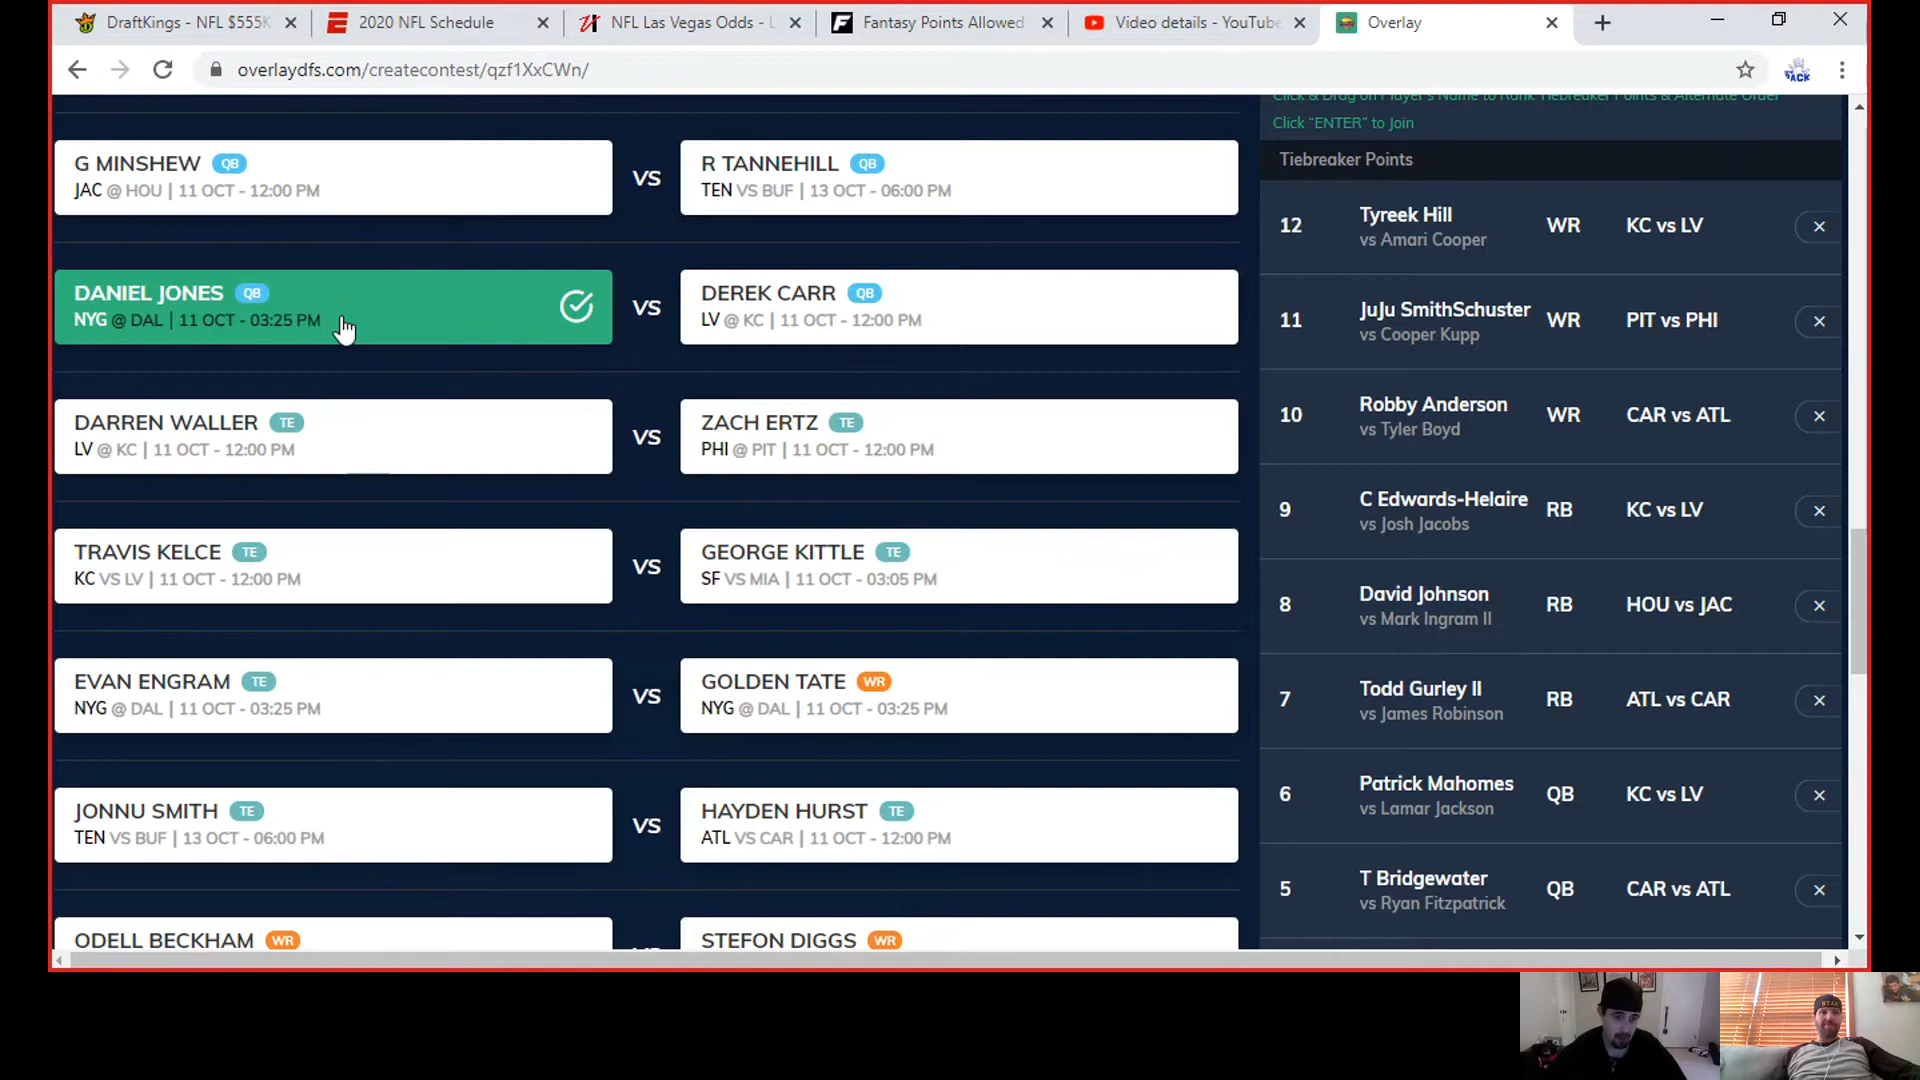 DraftKings - NFL $555K
2020 NFL Schedule
NFL Las Vegas Odds - L
Fantasy Points Allowed
Video details - YouTube
Overlay
overlaydfs.com/createcontest/qzf1XxCWn/
SACK
G MINSHEW QB
JAC @ HOU | 11 OCT - 12:00 PM
VS
R TANNEHILL QB
TEN VS BUF | 13 OCT - 06:00 PM
DANIEL JONES QB
NYG @ DAL | 11 OCT - 03:25 PM
VS
DEREK CARR QB
LV @ KC | 11 OCT - 12:00 PM
DARREN WALLER TE
LV @ KC | 11 OCT - 12:00 PM
VS
ZACH ERTZ TE
PHI @ PIT | 11 OCT - 12:00 PM
TRAVIS KELCE TE
KC VS LV | 11 OCT - 12:00 PM
VS
GEORGE KITTLE TE
SF VS MIA | 11 OCT - 03:05 PM
EVAN ENGRAM TE
NYG @ DAL | 11 OCT - 03:25 PM
VS
GOLDEN TATE WR
NYG @ DAL | 11 OCT - 03:25 PM
JONNU SMITH TE
TEN VS BUF | 13 OCT - 06:00 PM
VS
HAYDEN HURST TE
ATL VS CAR | 11 OCT - 12:00 PM
ODELL BECKHAM WR
STEFON DIGGS WR
Click & Drag on Player's Name to Rank Tiebreaker Points & Alternate Order
Click "ENTER" to Join
Tiebreaker Points
12 Tyreek Hill WR KC vs LV
vs Amari Cooper
11 JuJu SmithSchuster WR PIT vs PHI
vs Cooper Kupp
10 Robby Anderson WR CAR vs ATL
vs Tyler Boyd
9 C Edwards-Helaire RB KC vs LV
vs Josh Jacobs
8 David Johnson RB HOU vs JAC
vs Mark Ingram II
7 Todd Gurley II RB ATL vs CAR
vs James Robinson
6 Patrick Mahomes QB KC vs LV
vs Lamar Jackson
5 T Bridgewater QB CAR vs ATL
vs Ryan Fitzpatrick